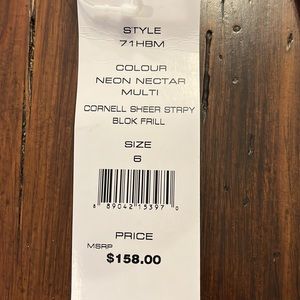 STYLE
71HBM
COLOUR
NEON NECTAR
MULTI
CORNELL SHEER STRPY
BLOK FRILL
SIZE
6
8 89042 15397 0
PRICE
MSRP
$158.00